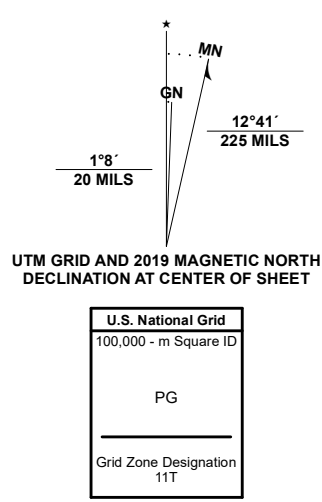 ★
MN
GN
12°41´
225 MILS
1°8´
20 MILS
UTM GRID AND 2019 MAGNETIC NORTH
DECLINATION AT CENTER OF SHEET
U.S. National Grid
100,000 - m Square ID
PG
Grid Zone Designation
11T